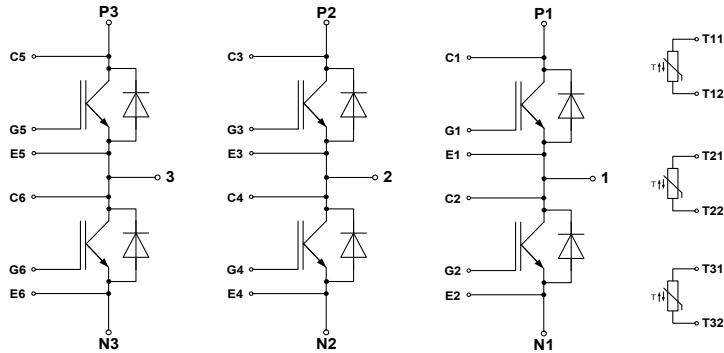 P3 P2 P1
C5 C3 C1 T11
T↑↓
G5 G3 G1 T12
E5 E3 E1 T21
3 2 1 T↑↓
C6 C4 C2 T22
G6 G4 G2 T31
E6 E4 E2 T↑↓
T32
N3 N2 N1